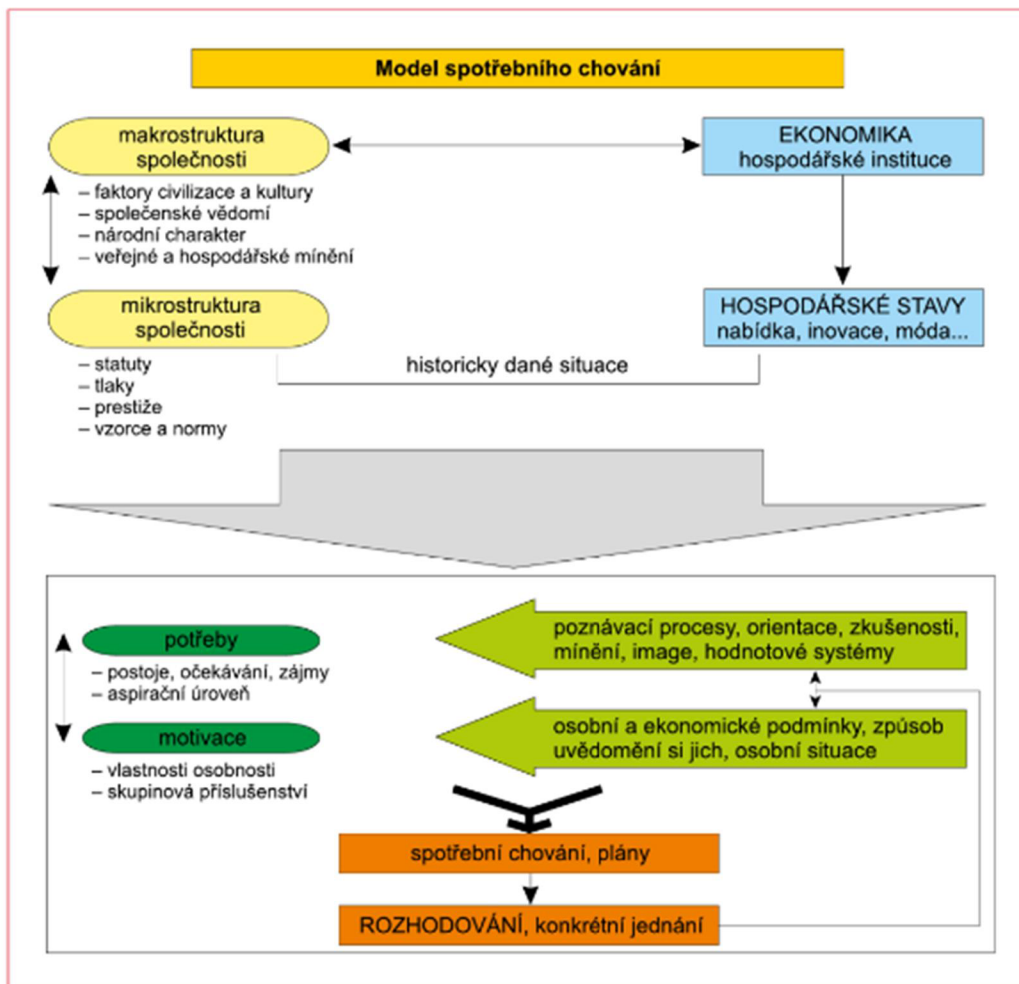 Model spotřebního chování
makrostruktura
společnosti
– faktory civilizace a kultury
– společenské vědomí
– národní charakter
– veřejné a hospodářské mínění
EKONOMIKA
hospodářské instituce
mikrostruktura
společnosti
– statuty
– tlaky
– prestiže
– vzorce a normy
HOSPODÁŘSKÉ STAVY
nabídka, inovace, móda...
historicky dané situace
potřeby
– postoje, očekávání, zájmy
– aspirační úroveň
poznávací procesy, orientace, zkušenosti,
mínění, image, hodnotové systémy
motivace
– vlastnosti osobnosti
– skupinová příslušenství
osobní a ekonomické podmínky, způsob
uvědomění si jich, osobní situace
spotřební chování, plány
ROZHODOVÁNÍ, konkrétní jednání